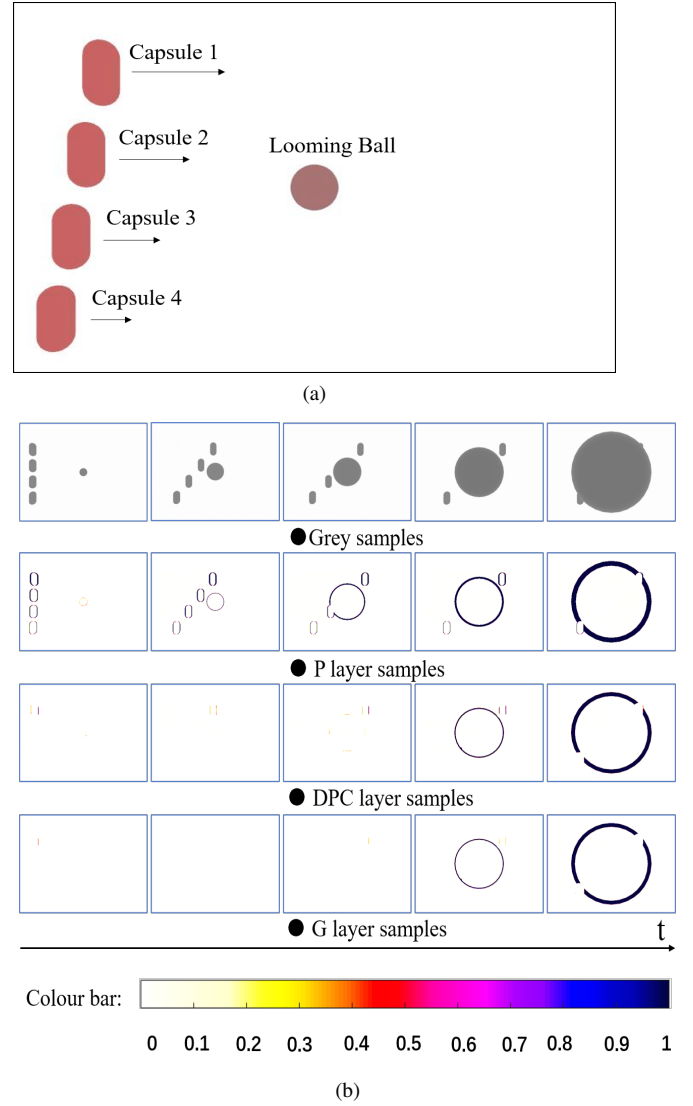 Capsule 1
Capsule 2
Looming Ball
Capsule 3
Capsule 4
(a)
Grey samples
P layer samples
DPC layer samples
G layer samples
t
Colour bar:
0 0.1 0.2 0.3 0.4 0.5 0.6 0.7 0.8 0.9 1
(b)